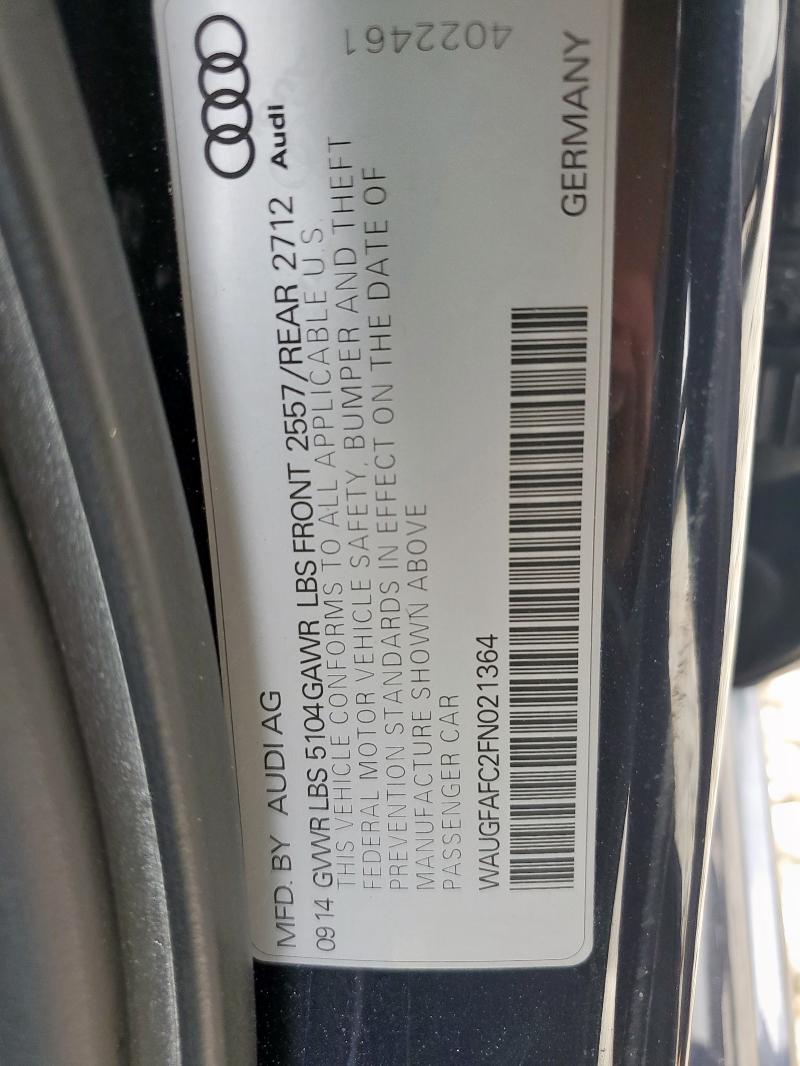 MFD. BY AUDI AG
Audi
0914 GVWR LBS 5104GAWR LBS FRONT 2557/REAR 2712
THIS VEHICLE CONFORMS TO ALL APPLICABLE U.S.
FEDERAL MOTOR VEHICLE SAFETY, BUMPER AND THEFT
PREVENTION STANDARDS IN EFFECT ON THE DATE OF
MANUFACTURE SHOWN ABOVE
PASSENGER CAR
WAUGFAFC2FN021364
4022461
GERMANY